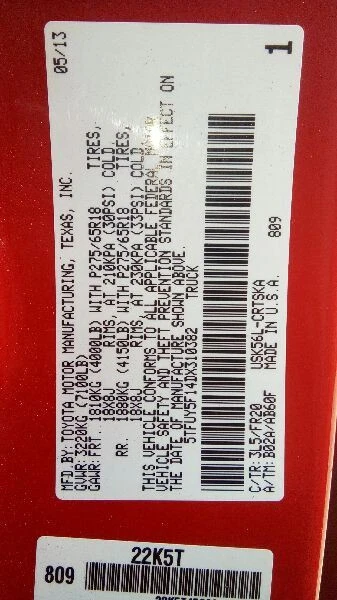 MFD.BY:TOYOTA MOTOR MANUFACTURING, TEXAS, INC. 05/13
GVWR:3220KG (7100LB)
GAWR:FRT. 1810KG (4000LB) WITH P275/65R18 TIRES,
18X8J RIMS, AT 210KPA (30PSI) COLD
RR. 1880KG (4150LB) WITH P275/65R18 TIRES,
18X8J RIMS, AT 230KPA (33PSI) COLD
THIS VEHICLE CONFORMS TO ALL APPLICABLE FEDERAL MOTOR
VEHICLE SAFETY AND THEFT PREVENTION STANDARDS IN EFFECT ON
THE DATE OF MANUFACTURE SHOWN ABOVE.
5TFUY5F14DX310382 TRUCK
809
C/TR:3L5/FR20 USK56L-CRTSKA
A/TM:B02A/AB60F MADE IN U.S.A.
1
22K5T
809